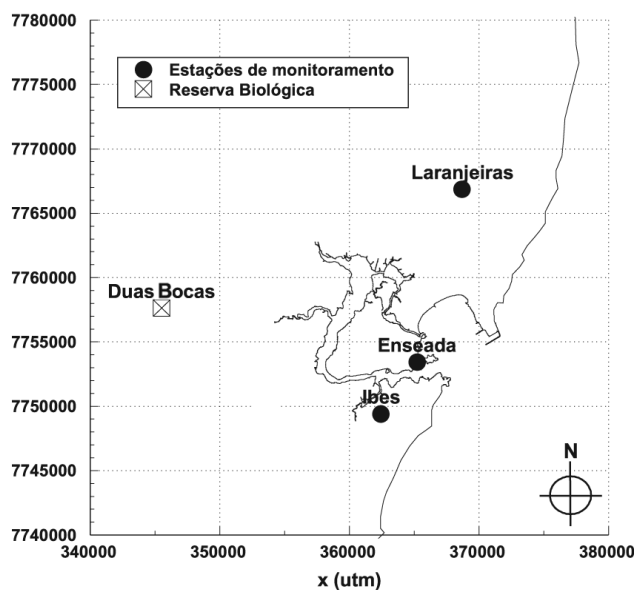 7780000
Estações de monitoramento
Reserva Biológica
7775000
7770000
Laranjeiras
7765000
7760000
Duas Bocas
7755000
Enseada
7750000
Ibes
N
7745000
7740000
340000 350000 360000 370000 380000
x (utm)